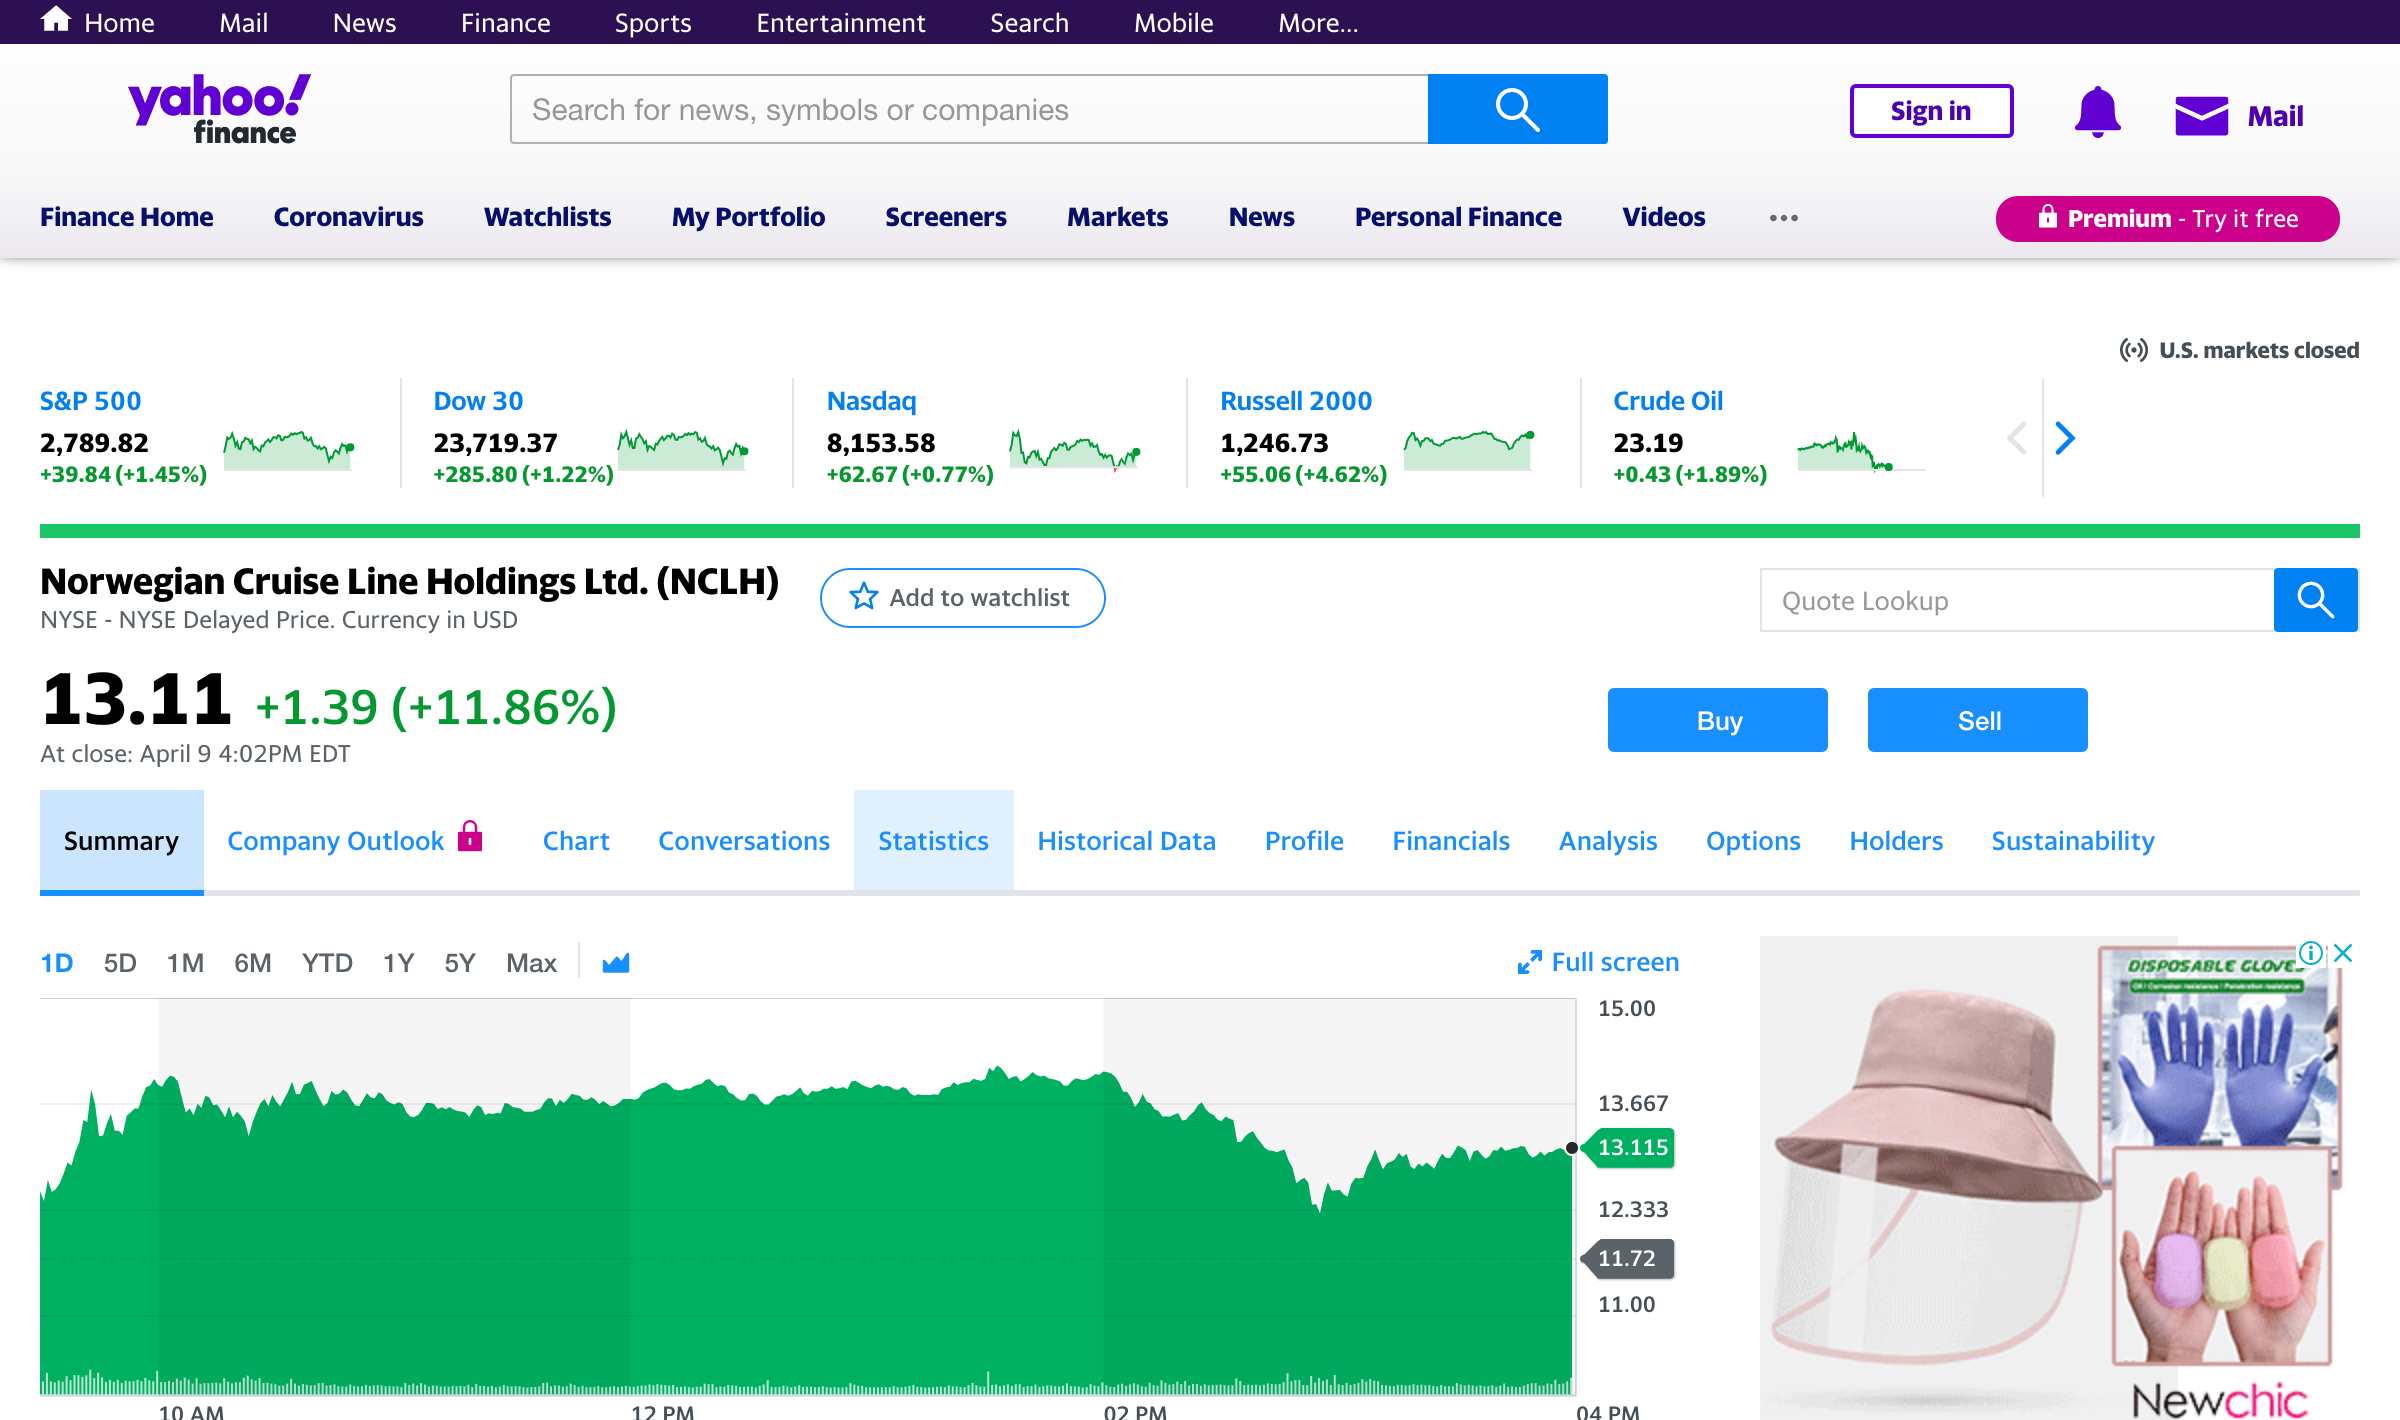 Home Mail News Finance Sports Entertainment Search Mobile More...
yahoo!
finance
Search for news, symbols or companies
Sign in
Mail
Finance Home Coronavirus Watchlists My Portfolio Screeners Markets News Personal Finance Videos
Premium - Try it free
U.S. markets closed
S&P 500
2,789.82
+39.84 (+1.45%)
Dow 30
23,719.37
+285.80 (+1.22%)
Nasdaq
8,153.58
+62.67 (+0.77%)
Russell 2000
1,246.73
+55.06 (+4.62%)
Crude Oil
23.19
+0.43 (+1.89%)
Norwegian Cruise Line Holdings Ltd. (NCLH)
NYSE - NYSE Delayed Price. Currency in USD
Add to watchlist
Quote Lookup
13.11 +1.39 (+11.86%)
At close: April 9 4:02PM EDT
Buy
Sell
Summary Company Outlook Chart Conversations Statistics Historical Data Profile Financials Analysis Options Holders Sustainability
1D 5D 1M 6M YTD 1Y 5Y Max
Full screen
15.00
13.667
13.115
12.333
11.72
11.00
10 AM 12 PM 02 PM 04 PM
DISPOSABLE GLOVES
Newchic